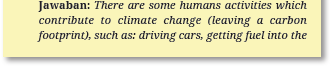 Jawaban: There are some humans activities which
contribute to climate change (leaving a carbon
footprint), such as: driving cars, getting fuel into the